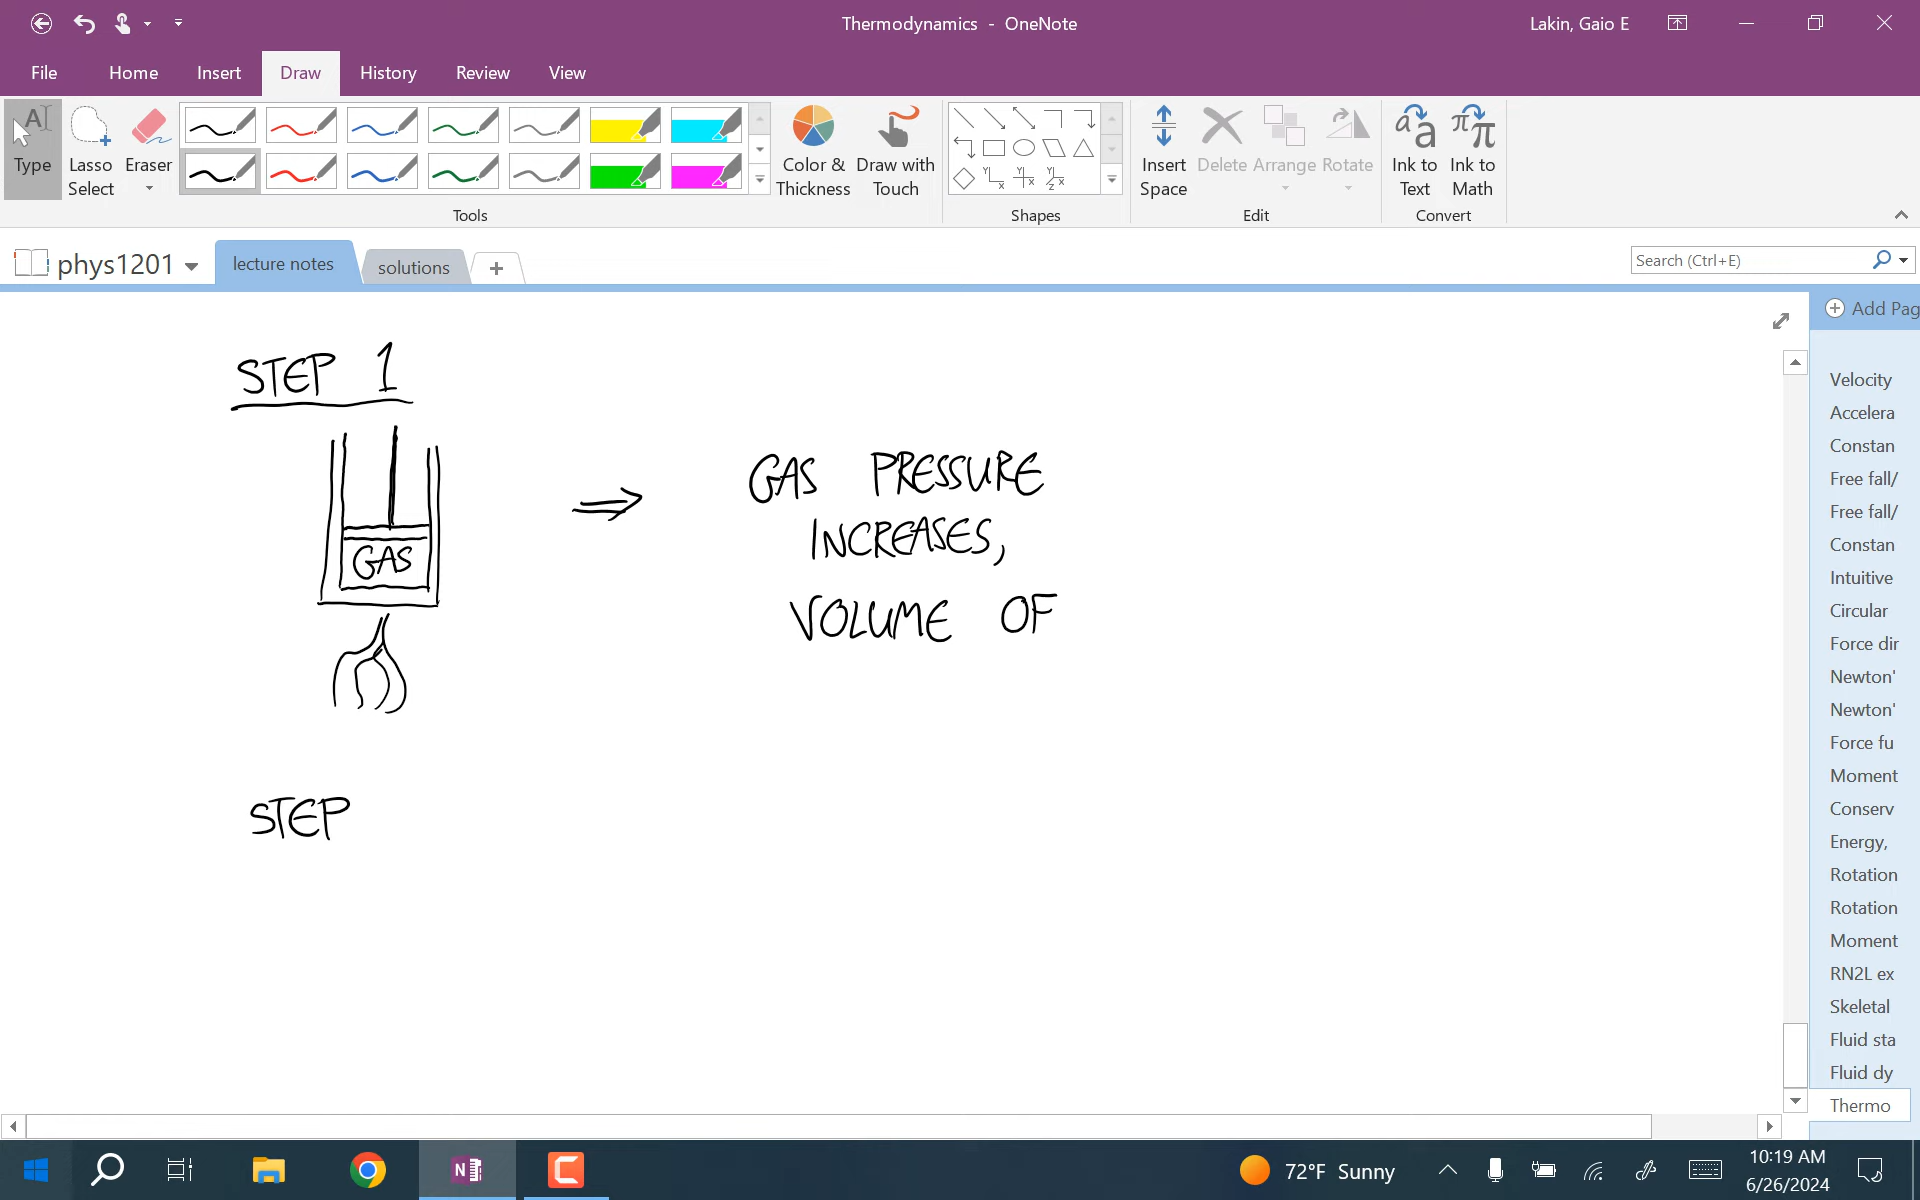 Thermodynamics - OneNote
Lakin, Gaio E
File Home Insert Draw History Review View
Type
Lasso Select
Eraser
Color & Thickness
Draw with Touch
Insert Space
Delete
Arrange
Rotate
Ink to Text
Ink to Math
Tools
Shapes
Edit
Convert
phys1201
lecture notes
solutions
Search (Ctrl+E)
Add Pag
STEP 1
GAS
⇒
GAS PRESSURE
INCREASES,
VOLUME OF
STEP
Velocity
Accelera
Constan
Free fall/
Free fall/
Constan
Intuitive
Circular
Force dir
Newton'
Newton'
Force fu
Moment
Conserv
Energy,
Rotation
Rotation
Moment
RN2L ex
Skeletal
Fluid sta
Fluid dy
Thermo
72°F Sunny
10:19 AM
6/26/2024